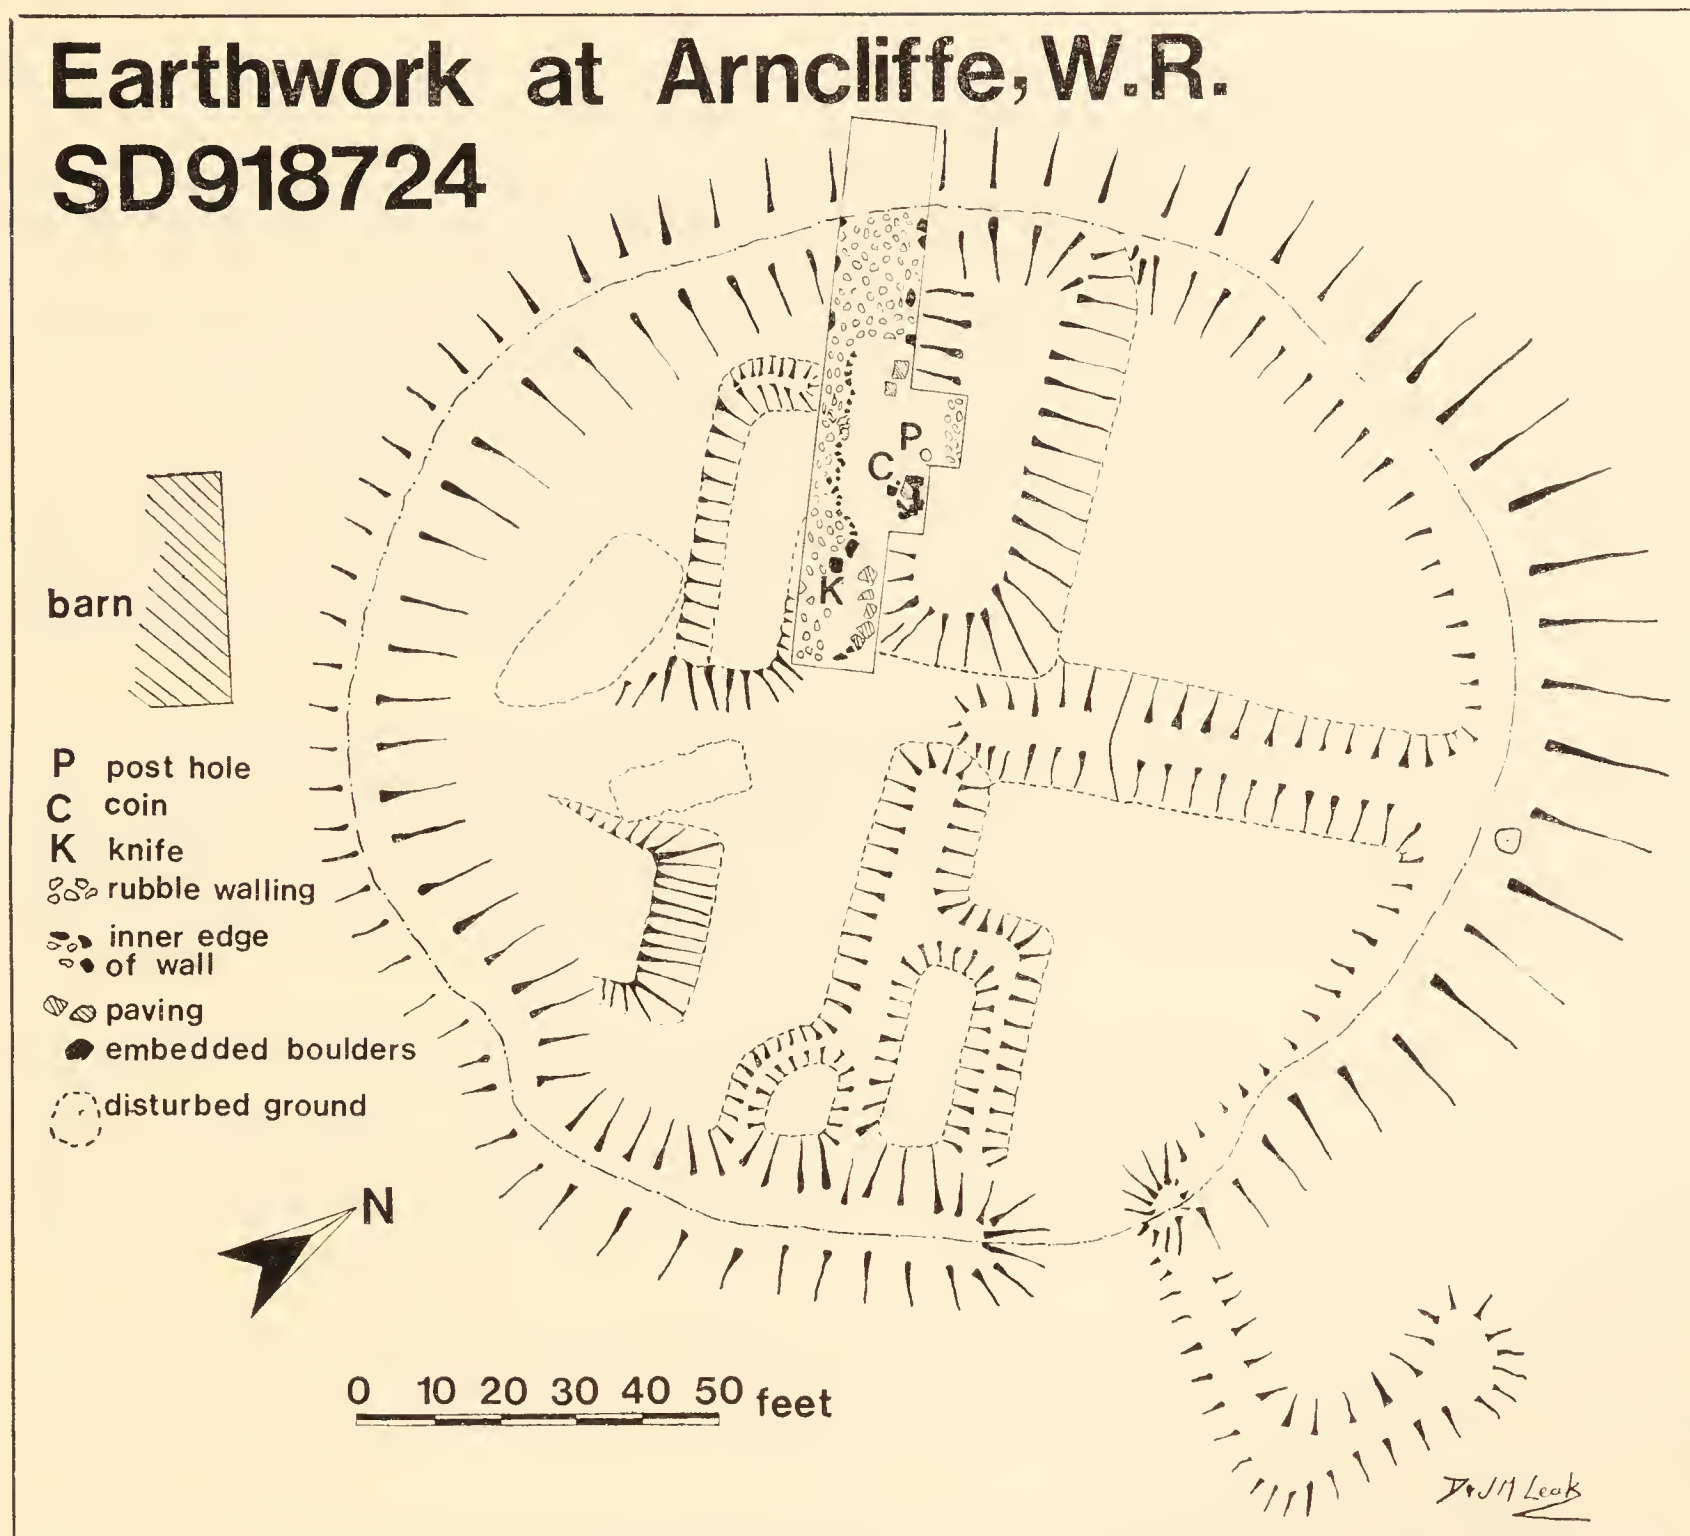 Earthwork at Arncliffe, W.R.
SD918724
P
C
K
barn
P post hole
C coin
K knife
rubble walling
inner edge
of wall
paving
embedded boulders
disturbed ground
N
0 10 20 30 40 50 feet
Dr J M Leak